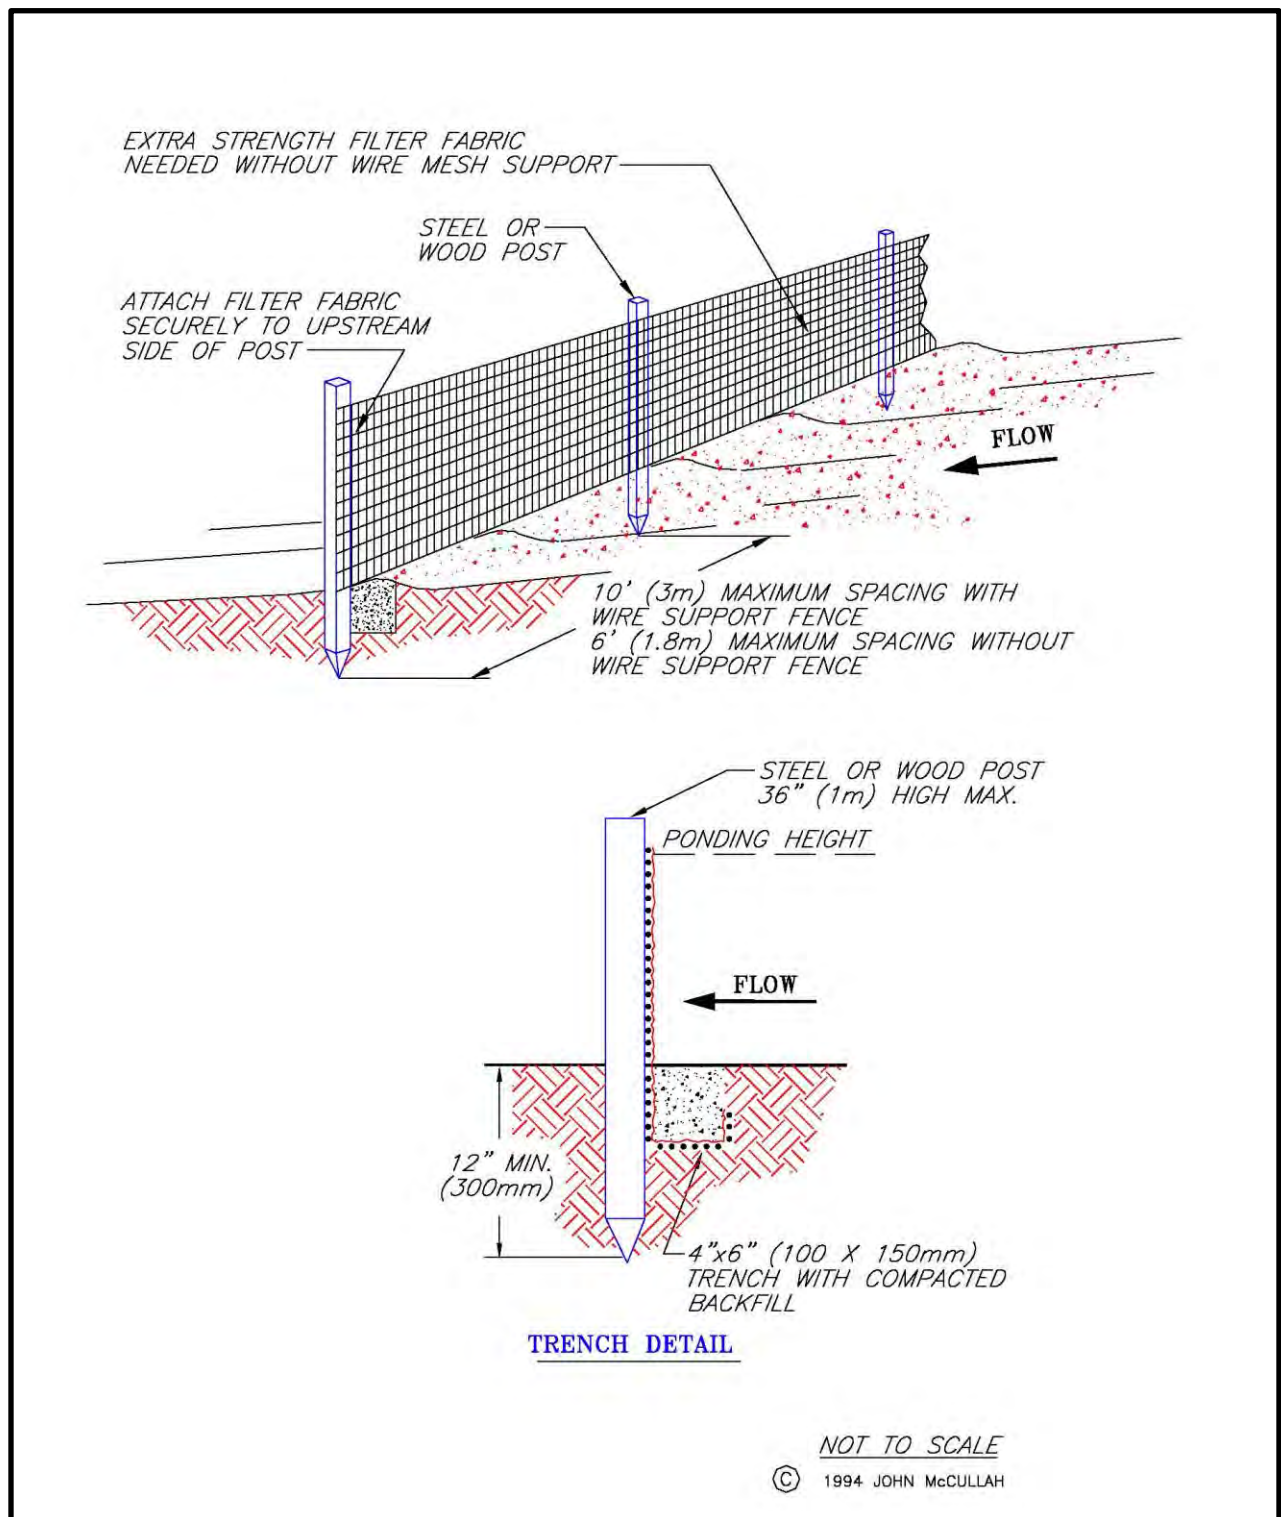 EXTRA STRENGTH FILTER FABRIC
NEEDED WITHOUT WIRE MESH SUPPORT
STEEL OR
WOOD POST
ATTACH FILTER FABRIC
SECURELY TO UPSTREAM
SIDE OF POST
FLOW
10' (3m) MAXIMUM SPACING WITH
WIRE SUPPORT FENCE
6' (1.8m) MAXIMUM SPACING WITHOUT
WIRE SUPPORT FENCE
STEEL OR WOOD POST
36" (1m) HIGH MAX.
PONDING HEIGHT
FLOW
12" MIN.
(300mm)
4"x6" (100 X 150mm)
TRENCH WITH COMPACTED
BACKFILL
TRENCH DETAIL
NOT TO SCALE
© 1994 JOHN McCULLAH